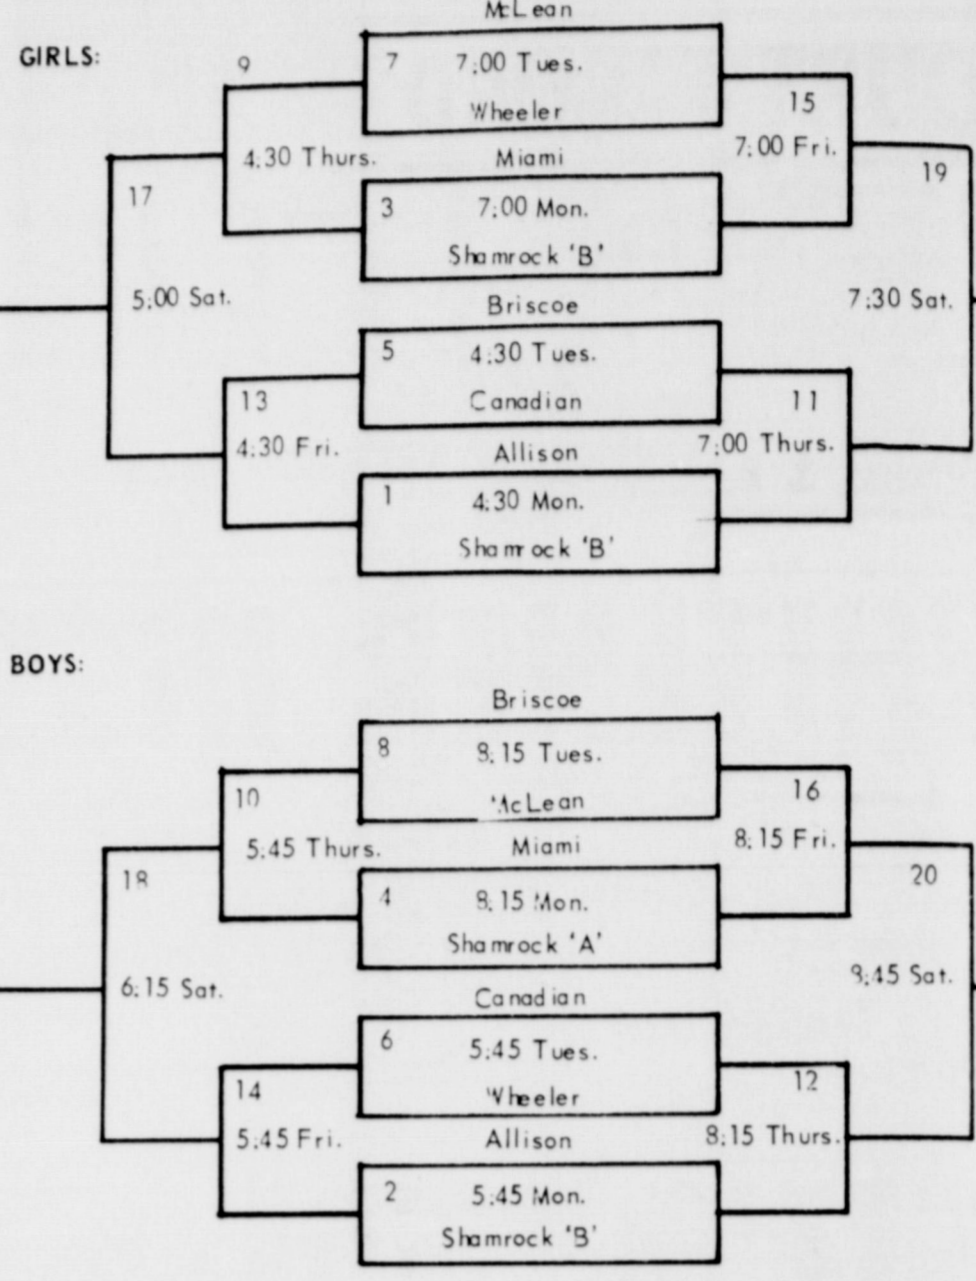 McLean
GIRLS:
9
7 7:00 Tues.
Wheeler
15
7:00 Fri.
4:30 Thurs.
Miami
19
17
3 7:00 Mon.
Shamrock 'B'
5:00 Sat.
Briscoe
7:30 Sat.
5 4:30 Tues.
13
Canadian
11
4:30 Fri.
Allison
7:00 Thurs.
1 4:30 Mon.
Shamrock 'B'
BOYS:
Briscoe
8 8:15 Tues.
10
McLean
16
5:45 Thurs.
Miami
8:15 Fri.
18
20
4 8:15 Mon.
Shamrock 'A'
6:15 Sat.
Canadian
8:45 Sat.
6 5:45 Tues.
14
Wheeler
12
5:45 Fri.
Allison
8:15 Thurs.
2 5:45 Mon.
Shamrock 'B'